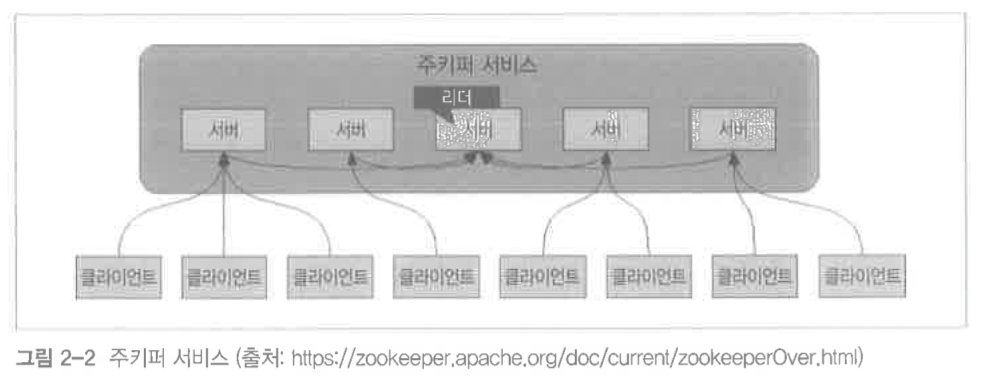 주키퍼 서비스
리더
서버 서버 서버 서버 서버
클라이언트 클라이언트 클라이언트 클라이언트 클라이언트 클라이언트 클라이언트 클라이언트
그림 2-2 주키퍼 서비스 (출처: https://zookeeper.apache.org/doc/current/zookeeperOver.html)